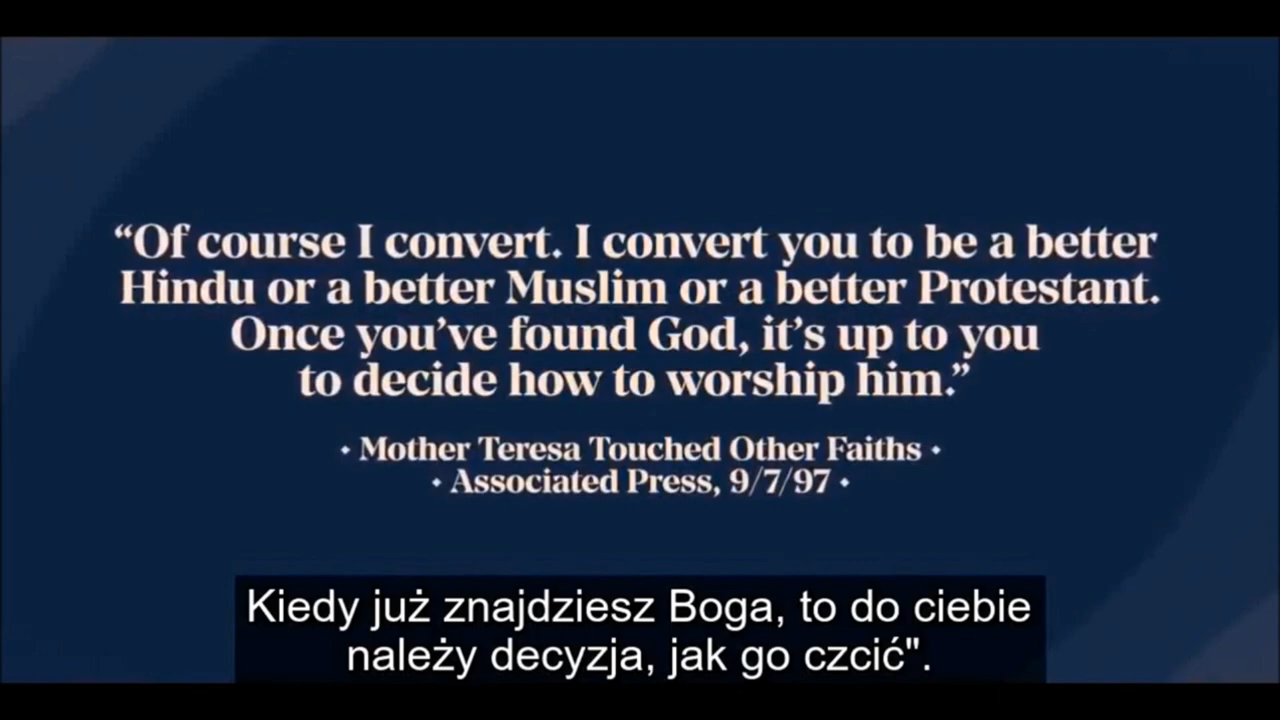 “Of course I convert. I convert you to be a better
Hindu or a better Muslim or a better Protestant.
Once you’ve found God, it’s up to you
to decide how to worship him.”
• Mother Teresa Touched Other Faiths •
• Associated Press, 9/7/97 •
Kiedy już znajdziesz Boga, to do ciebie
należy decyzja, jak go czcić".